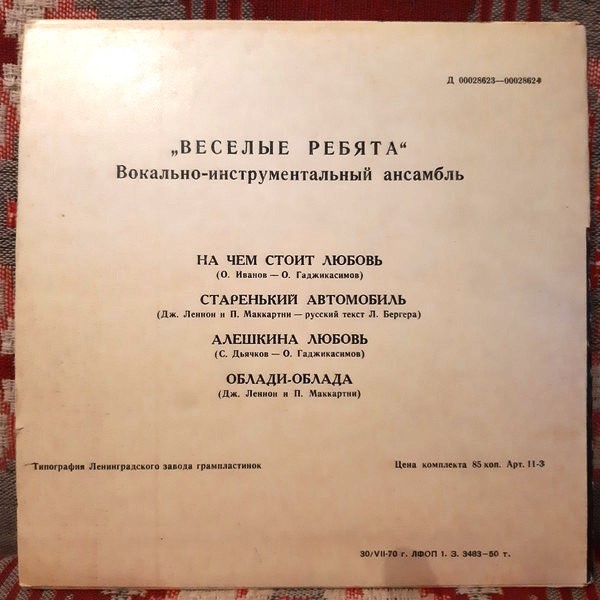 Д 00028623—00028624
„ВЕСЕЛЫЕ РЕБЯТА“
Вокально-инструментальный ансамбль
НА ЧЕМ СТОИТ ЛЮБОВЬ
(О. Иванов — О. Гаджикасимов)
СТАРЕНЬКИЙ АВТОМОБИЛЬ
(Дж. Леннон и П. Маккартни — русский текст Л. Бергера)
АЛЕШКИНА ЛЮБОВЬ
(С. Дьячков — О. Гаджикасимов)
ОБЛАДИ-ОБЛАДА
(Дж. Леннон и П. Маккартни)
Типография Ленинградского завода грампластинок
Цена комплекта 85 коп. Арт. 11-3
30/VII-70 г. ЛФОП 1. З. 3483—50 т.